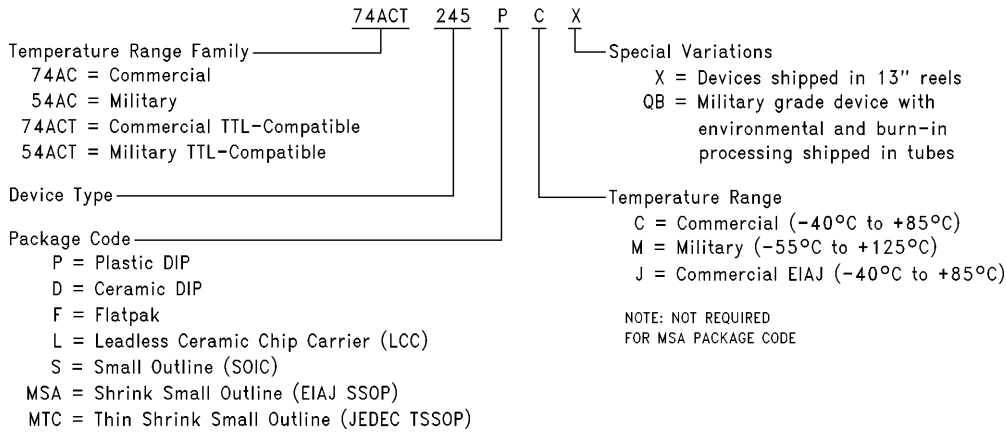 74ACT 245 P C X
Temperature Range Family
74AC = Commercial
54AC = Military
74ACT = Commercial TTL-Compatible
54ACT = Military TTL-Compatible
Device Type
Package Code
P = Plastic DIP
D = Ceramic DIP
F = Flatpak
L = Leadless Ceramic Chip Carrier (LCC)
S = Small Outline (SOIC)
MSA = Shrink Small Outline (EIAJ SSOP)
MTC = Thin Shrink Small Outline (JEDEC TSSOP)
Special Variations
X = Devices shipped in 13" reels
QB = Military grade device with
environmental and burn-in
processing shipped in tubes
Temperature Range
C = Commercial (-40°C to +85°C)
M = Military (-55°C to +125°C)
J = Commercial EIAJ (-40°C to +85°C)
NOTE: NOT REQUIRED
FOR MSA PACKAGE CODE